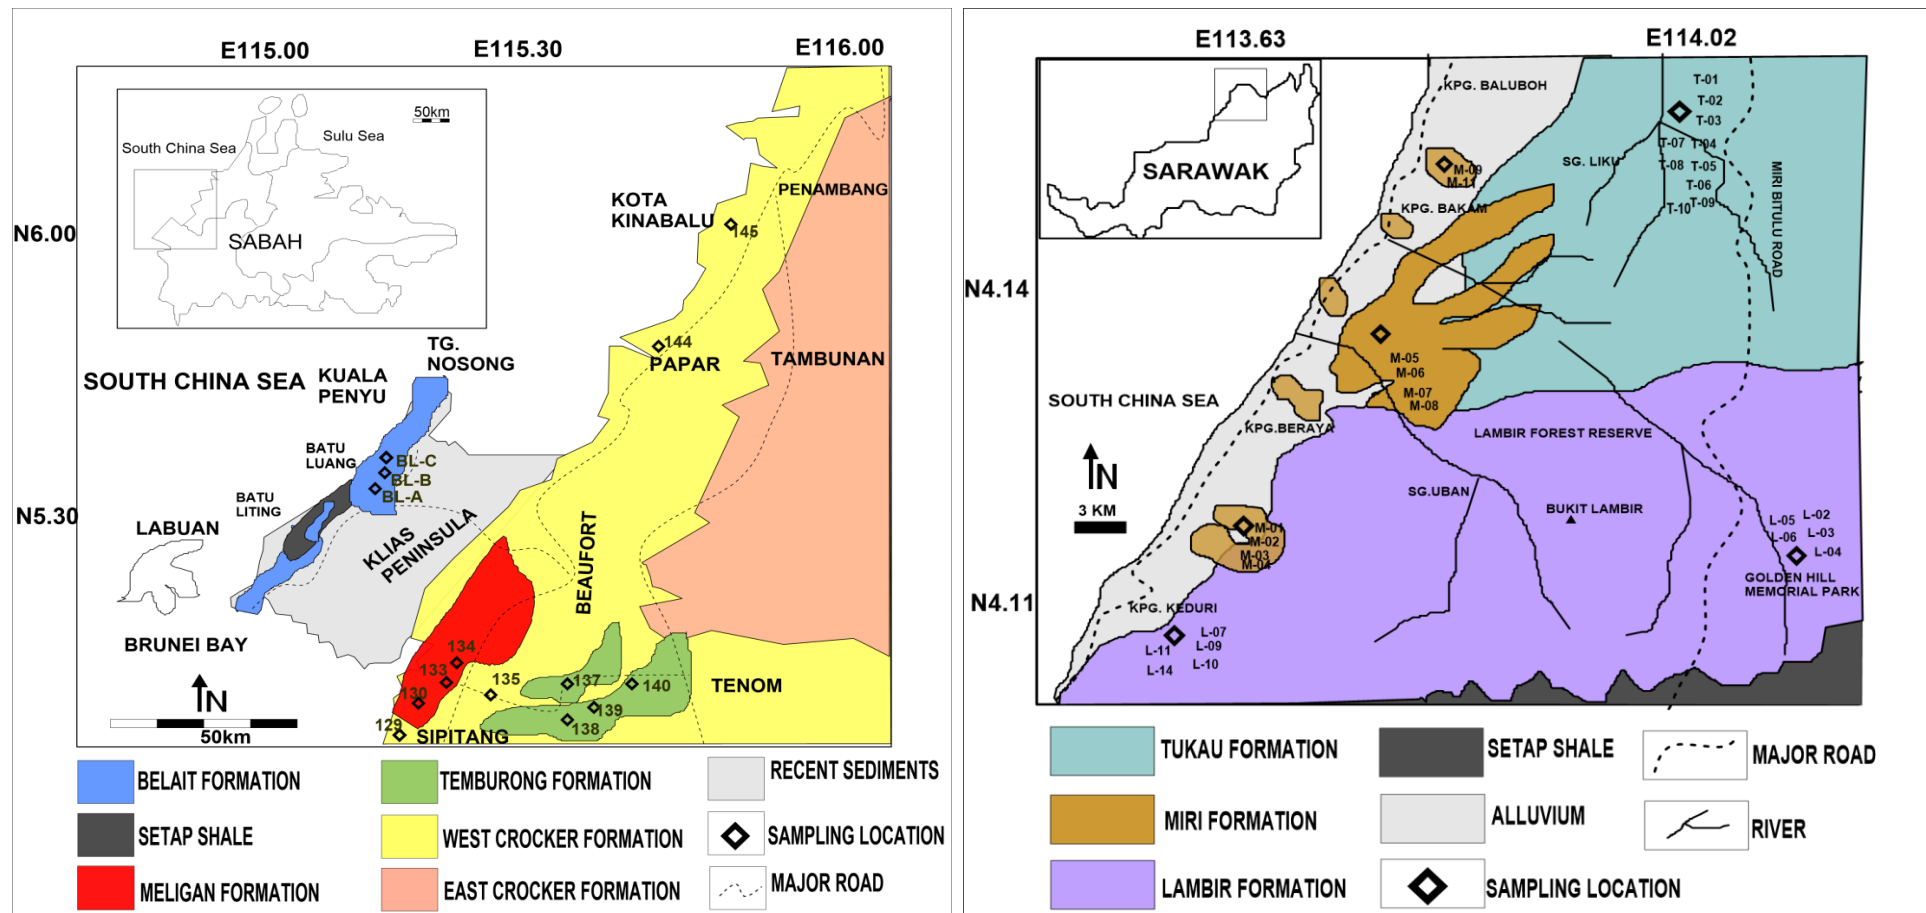 E115.00
E115.30
E116.00
50km
Sulu Sea
South China Sea
SABAH
PENAMBANG
KOTA
KINABALU
145
N6.00
144
PAPAR
TAMBUNAN
TG.
NOSONG
SOUTH CHINA SEA
KUALA
PENYU
BATU
LUANG
BL-C
BL-B
BL-A
BATU
LITING
N5.30
LABUAN
KLIAS
PENINSULA
BEAUFORT
BRUNEI BAY
134
133
135
137
140
TENOM
130
139
138
129
SIPITANG
N
50km
BELAIT FORMATION
TEMBURONG FORMATION
RECENT SEDIMENTS
SETAP SHALE
WEST CROCKER FORMATION
SAMPLING LOCATION
MELIGAN FORMATION
EAST CROCKER FORMATION
MAJOR ROAD
E113.63
E114.02
KPG. BALUBOH
T-01
T-02
T-03
T-07
T-04
T-08
T-05
T-06
T-10
T-09
SG. LIKU
MIRI BITULU ROAD
SARAWAK
M-09
M-11
KPG. BAKAM
N4.14
M-05
M-06
M-07
M-08
SOUTH CHINA SEA
KPG.BERAYA
LAMBIR FOREST RESERVE
N
3 KM
SG.UBAN
BUKIT LAMBIR
L-05
L-02
L-06
L-03
L-04
M-01
M-02
M-03
M-04
GOLDEN HILL
MEMORIAL PARK
N4.11
KPG. KEDURI
L-07
L-11
L-09
L-14
L-10
TUKAU FORMATION
SETAP SHALE
MAJOR ROAD
MIRI FORMATION
ALLUVIUM
RIVER
LAMBIR FORMATION
SAMPLING LOCATION